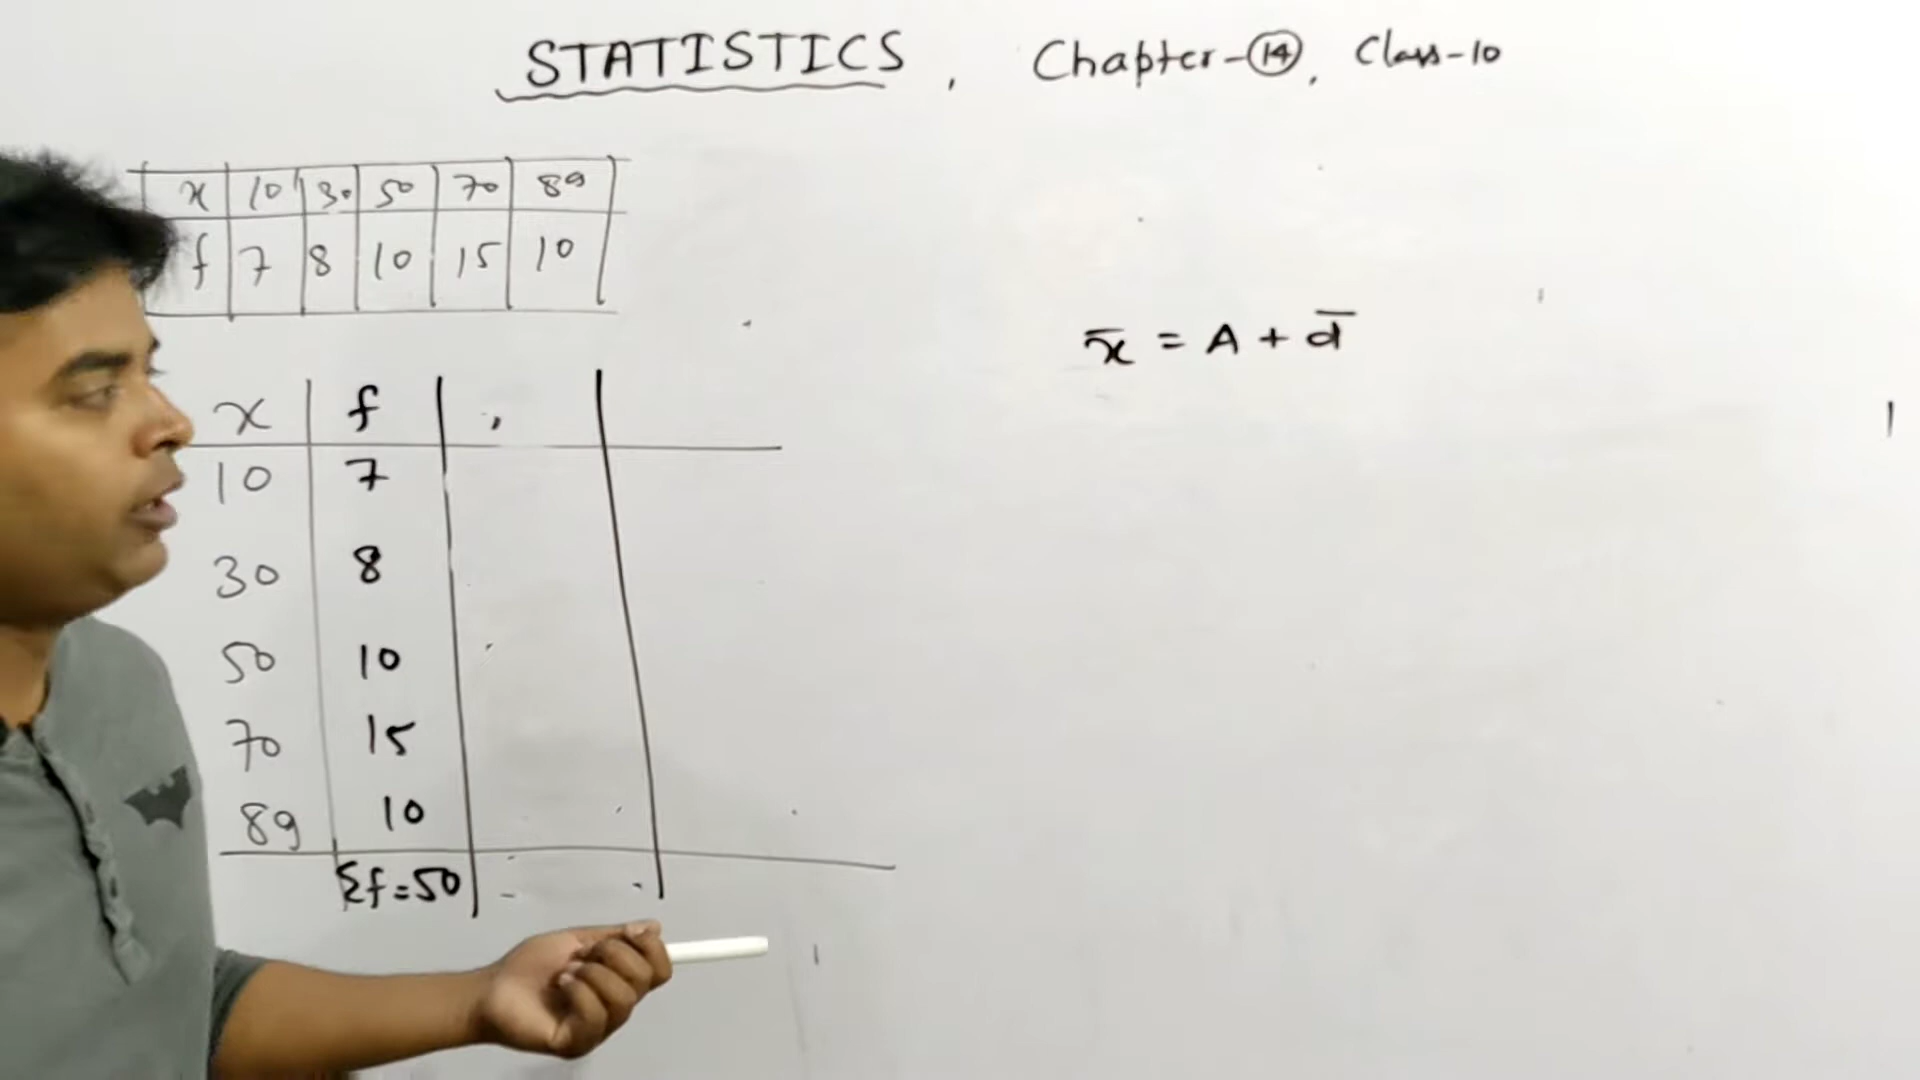 STATISTICS, Chapter-14, Class-10
x 10 30 50 70 89
f 7 8 10 15 10
x̄ = A + d̄
x f
10 7
30 8
50 10
70 15
89 10
Σf=50